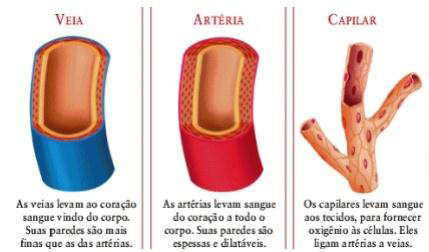 VEIA
As veias levam ao coração
sangue vindo do corpo.
Suas paredes são mais
finas que as das artérias.
ARTÉRIA
As artérias levam sangue
do coração a todo o
corpo. Suas paredes são
espessas e dilatáveis.
CAPILAR
Os capilares levam sangue
aos tecidos, para fornecer
oxigênio às células. Eles
ligam artérias a veias.